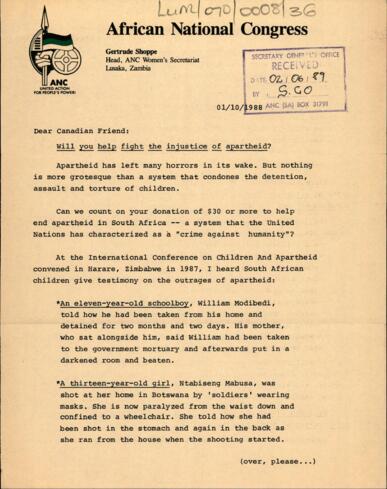 Lum/070/0008/36
African National Congress
Gertrude Shoppe
Head, ANC Women's Secretariat
Lusaka, Zambia
ANC
UNITED ACTION
FOR PEOPLE'S POWER!
SECRETARY GENERAL'S OFFICE
RECEIVED
DATE 02/06/89
BY S.GO
ANC (SA) BOX 31791
01/10/1988
Dear Canadian Friend:
Will you help fight the injustice of apartheid?
Apartheid has left many horrors in its wake. But nothing
is more grotesque than a system that condones the detention,
assault and torture of children.
Can we count on your donation of $30 or more to help
end apartheid in South Africa -- a system that the United
Nations has characterized as a "crime against humanity"?
At the International Conference on Children And Apartheid
convened in Harare, Zimbabwe in 1987, I heard South African
children give testimony on the outrages of apartheid:
*An eleven-year-old schoolboy, William Modibedi,
told how he had been taken from his home and
detained for two months and two days. His mother,
who sat alongside him, said William had been taken
to the government mortuary and afterwards put in a
darkened room and beaten.
*A thirteen-year-old girl, Ntabiseng Mabusa, was
shot at her home in Botswana by 'soldiers' wearing
masks. She is now paralyzed from the waist down and
confined to a wheelchair. She told how she had
been shot in the stomach and again in the back as
she ran from the house when the shooting started.
(over, please...)